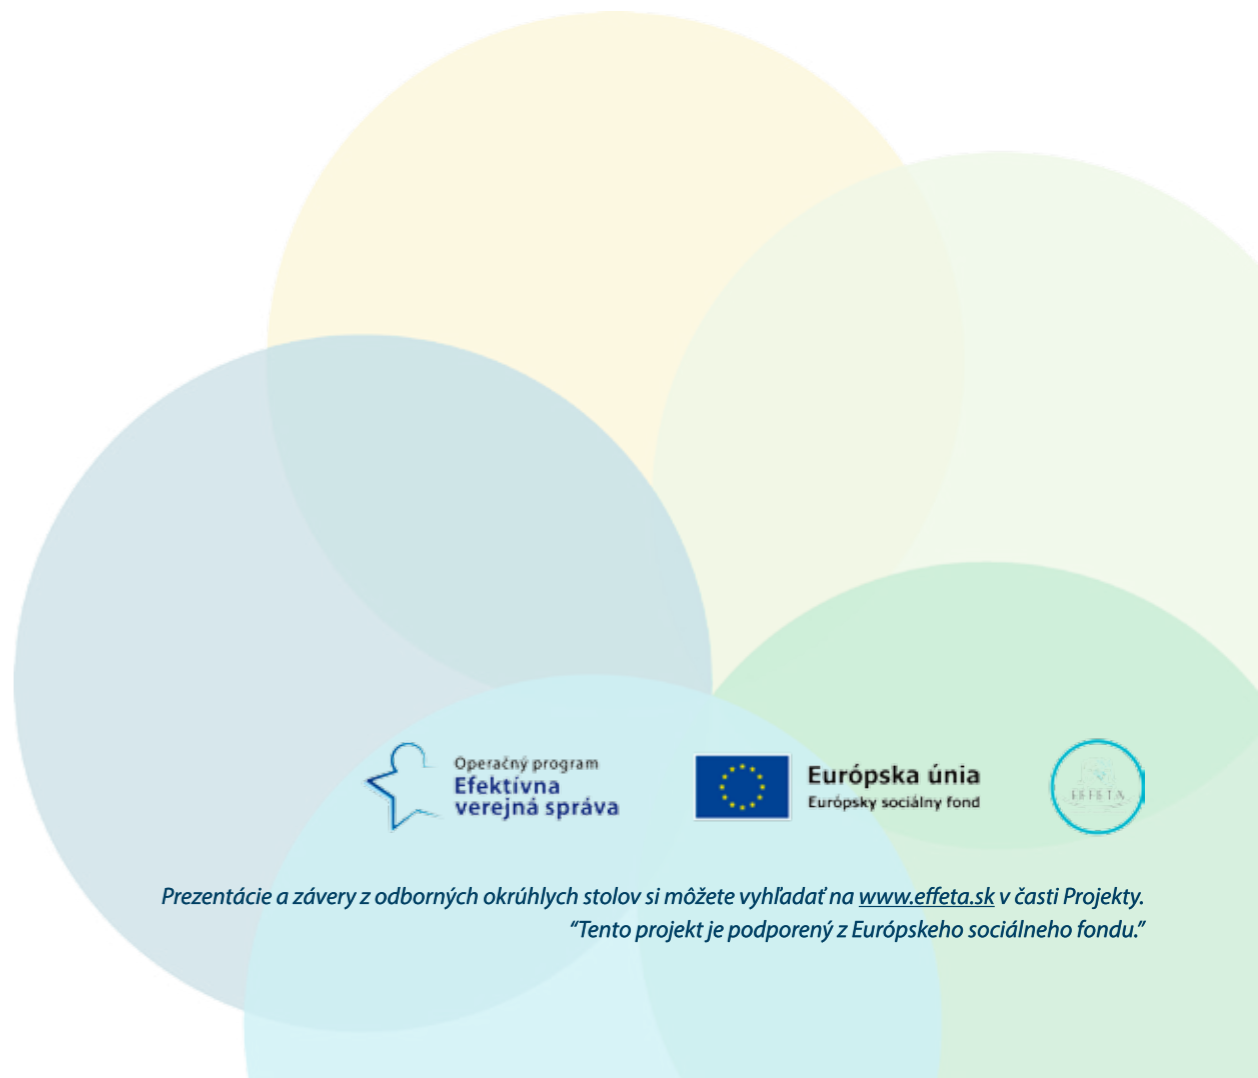 Operačný program
Efektívna
verejná správa
Európska únia
Európsky sociálny fond
EFFETA
Prezentácie a závery z odborných okrúhlych stolov si môžete vyhľadať na www.effeta.sk v časti Projekty.
“Tento projekt je podporený z Európskeho sociálneho fondu.”